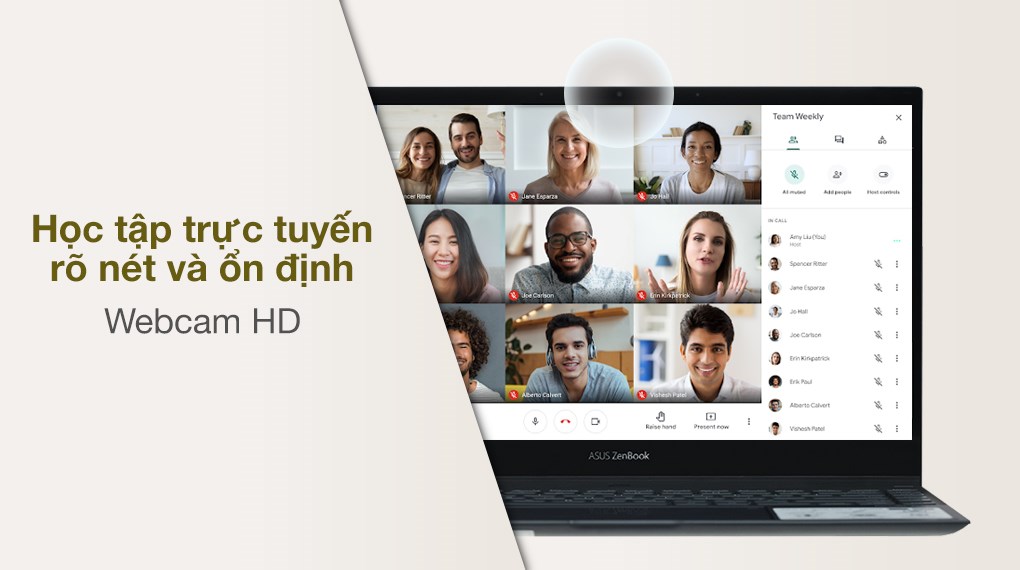 Học tập trực tuyến
rõ nét và ổn định
Webcam HD
Team Weekly
All muted
Add people
Host controls
IN CALL
Amy Liu (You)
Host
Spencer Ritter
Jane Esparza
Jo Hall
Joe Carlson
Erin Kirkpatrick
Erik Paul
Alberto Calvert
Vishesh Patel
ncer Ritter
Jane Esparza
Jo Hall
Joe Carlson
Erin Kirkpatrick
Alberto Calvert
Vishesh Patel
Raise hand
Present now
ASUS ZenBook